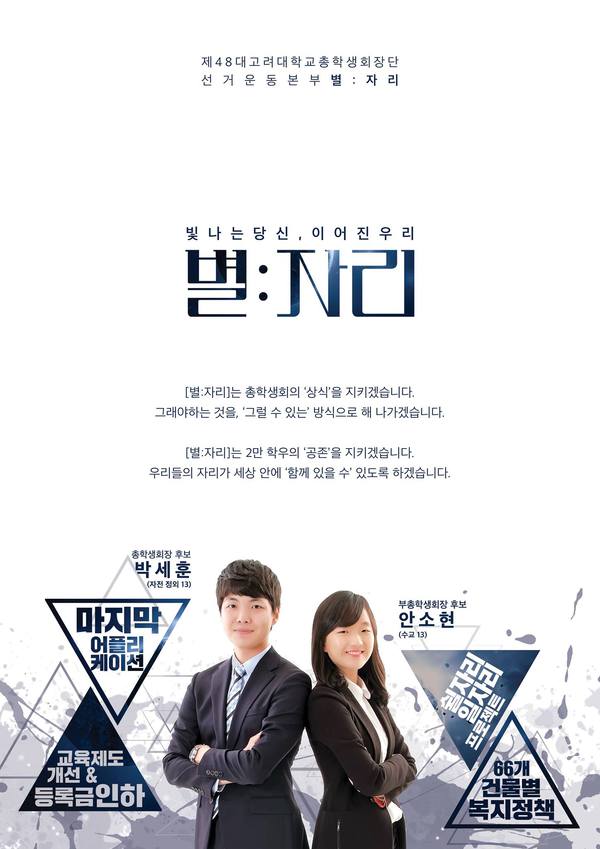 제48대고려대학교총학생회장단
선거운동본부별:자리
빛나는당신,이어진우리
별:자리
[별:자리]는 총학생회의 '상식'을 지키겠습니다.
그래야하는 것을, '그럴 수 있는' 방식으로 해 나가겠습니다.
[별:자리]는 2만 학우의 '공존'을 지키겠습니다.
우리들의 자리가 세상 안에 '함께 있을 수' 있도록 하겠습니다.
총학생회장 후보
박세훈
(자전 정외 13)
마지막
어플리
케이션
교육제도
개선 &
등록금인하
부총학생회장 후보
안소현
(수교 13)
일자리
프로젝트
66개
건물별
복지정책